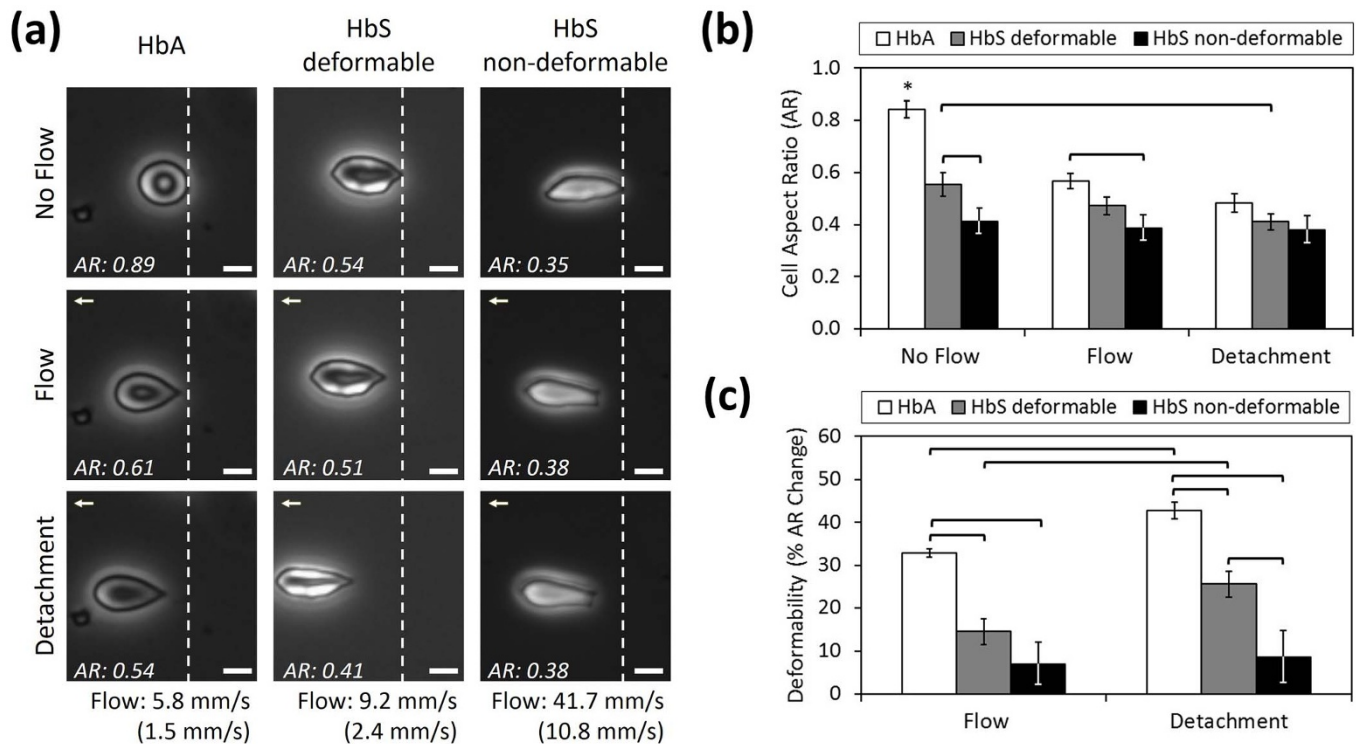 (a)
HbA
HbS
deformable
HbS
non-deformable
No Flow
AR: 0.89
AR: 0.54
AR: 0.35
Flow
AR: 0.61
AR: 0.51
AR: 0.38
Detachment
AR: 0.54
AR: 0.41
AR: 0.38
Flow: 5.8 mm/s
(1.5 mm/s)
Flow: 9.2 mm/s
(2.4 mm/s)
Flow: 41.7 mm/s
(10.8 mm/s)
(b)
HbA HbS deformable HbS non-deformable
Cell Aspect Ratio (AR)
1.0
0.8
0.6
0.4
0.2
0.0
*
No Flow Flow Detachment
(c)
HbA HbS deformable HbS non-deformable
Deformability (% AR Change)
60
50
40
30
20
10
0
Flow Detachment